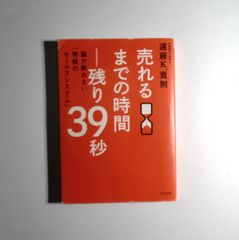 遠藤K.貴則
売れる
までの時間
―残り
39秒
脳が断れない
「無敵の
セールスシステム」